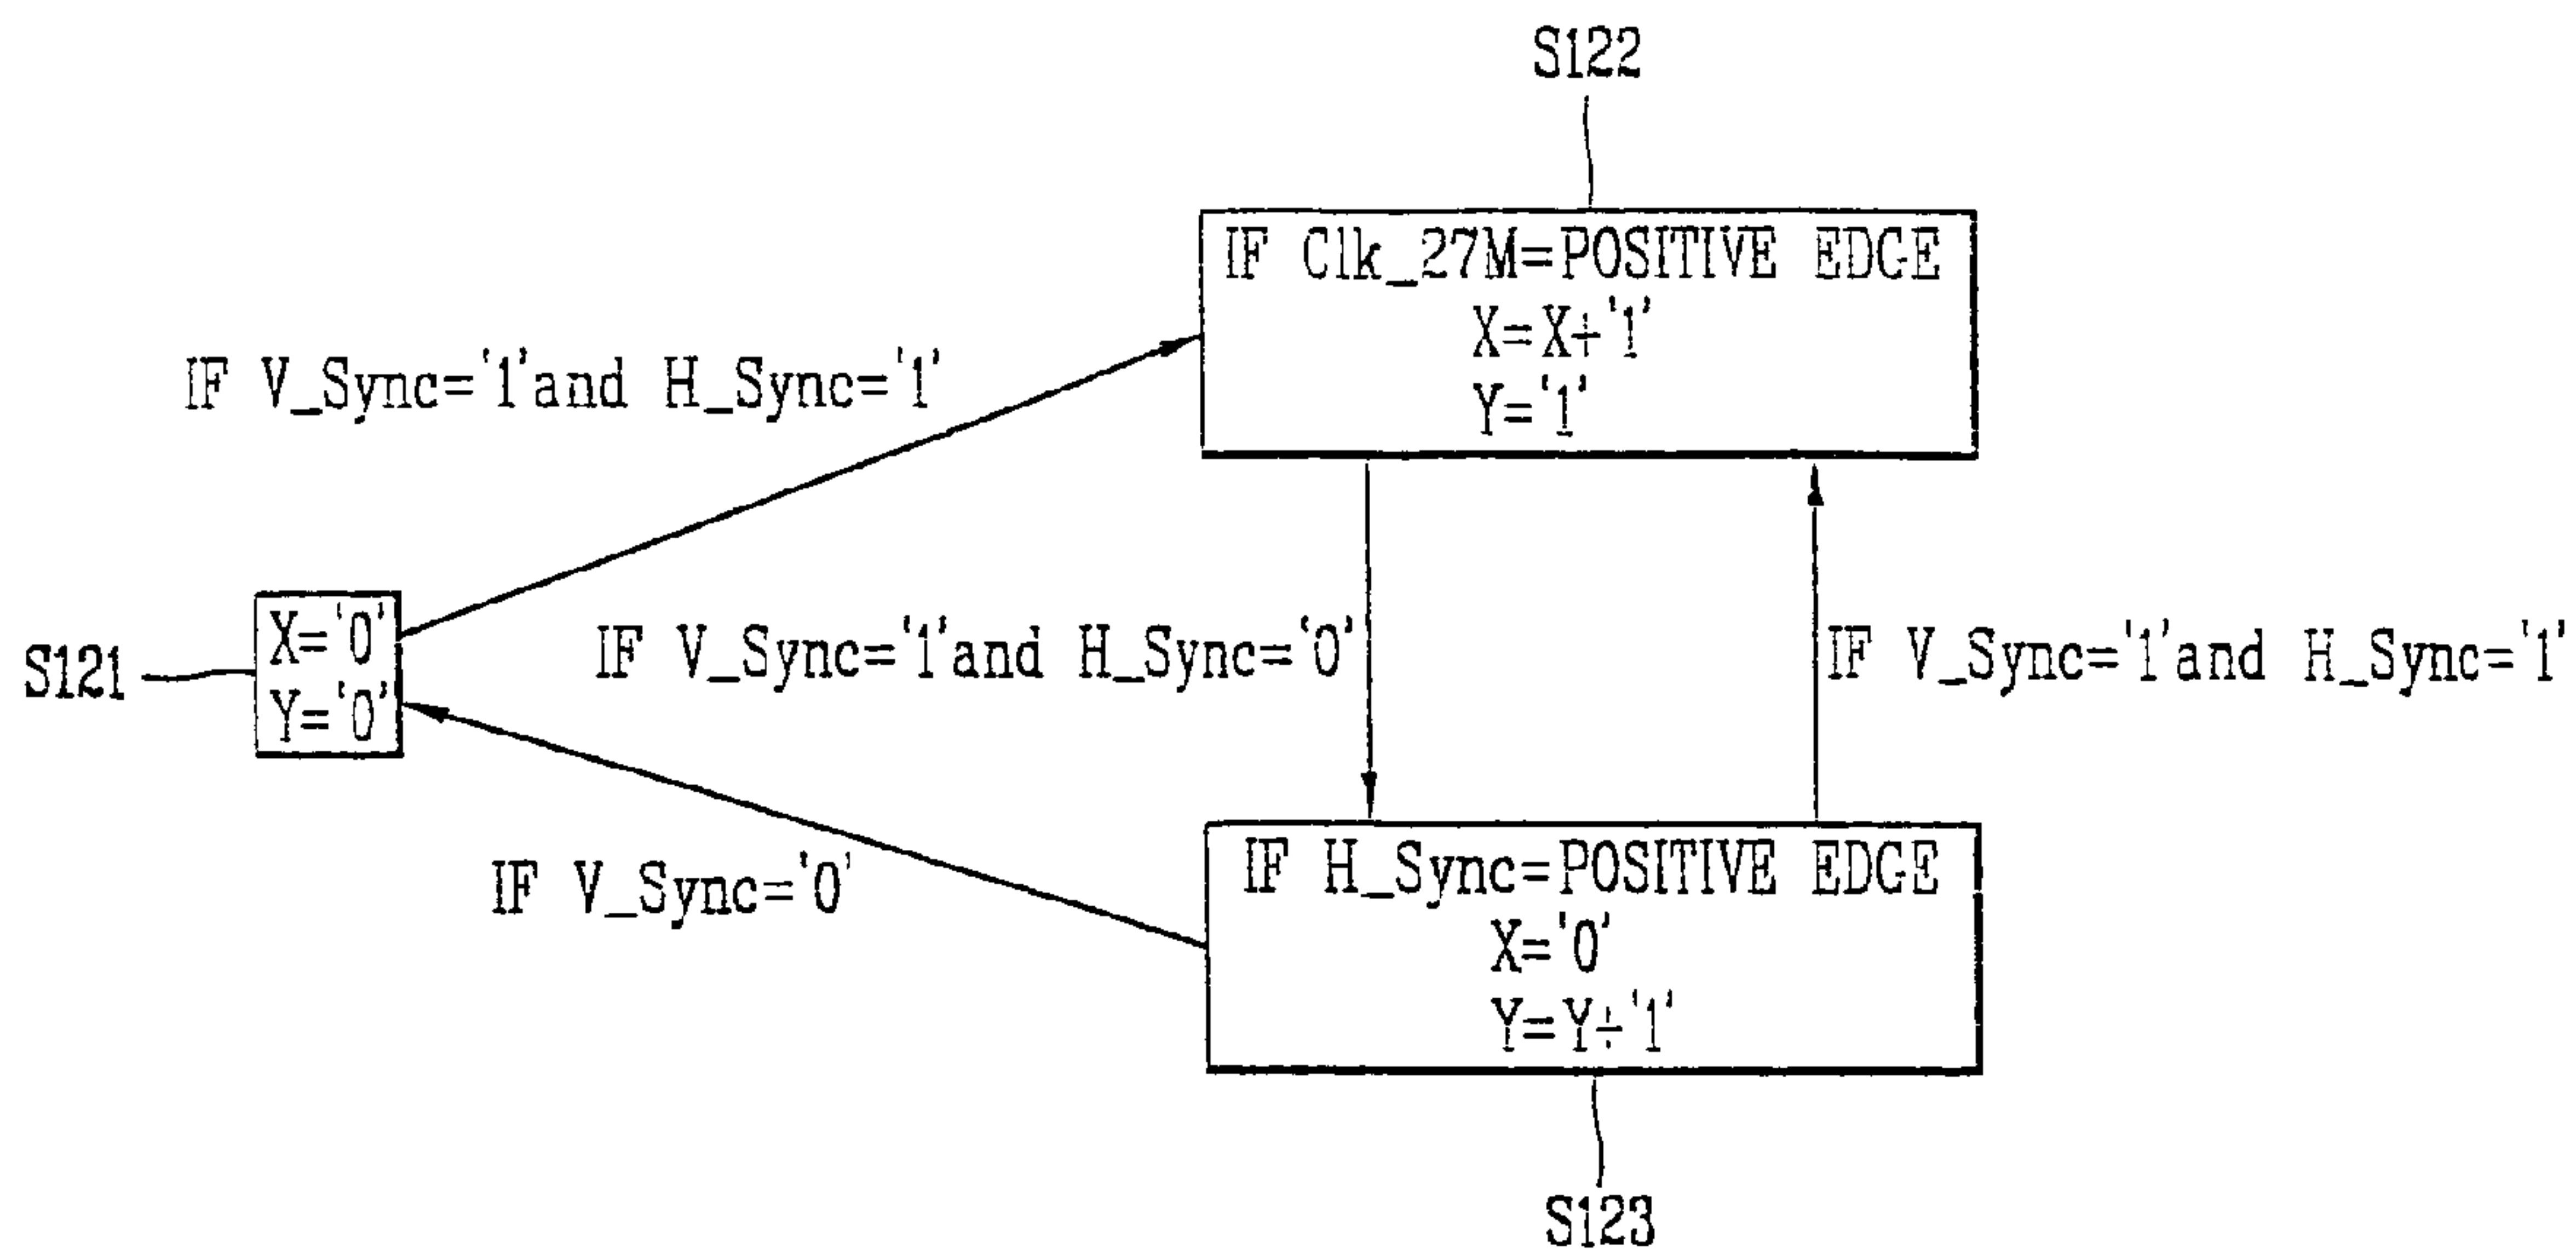 S122
IF Clk_27M=POSITIVE EDGE
X=X+'1'
Y='1'
IF V_Sync='1'and H_Sync='1'
S121
X='0'
Y='0'
IF V_Sync='1'and H_Sync='0'
IF V_Sync='1'and H_Sync='1'
IF V_Sync='0'
IF H_Sync=POSITIVE EDGE
X='0'
Y=Y+'1'
S123